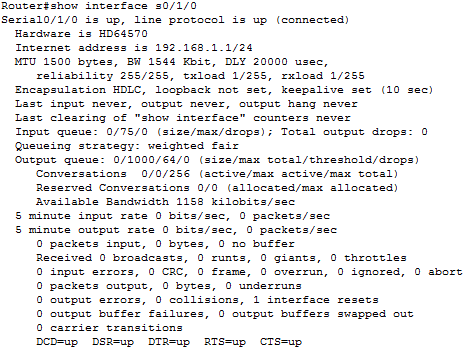 Router#show interface s0/1/0
Serial0/1/0 is up, line protocol is up (connected)
Hardware is HD64570
Internet address is 192.168.1.1/24
MTU 1500 bytes, BW 1544 Kbit, DLY 20000 usec,
reliability 255/255, txload 1/255, rxload 1/255
Encapsulation HDLC, loopback not set, keepalive set (10 sec)
Last input never, output never, output hang never
Last clearing of "show interface" counters never
Input queue: 0/75/0 (size/max/drops); Total output drops: 0
Queueing strategy: weighted fair
Output queue: 0/1000/64/0 (size/max total/threshold/drops)
Conversations 0/0/256 (active/max active/max total)
Reserved Conversations 0/0 (allocated/max allocated)
Available Bandwidth 1158 kilobits/sec
5 minute input rate 0 bits/sec, 0 packets/sec
5 minute output rate 0 bits/sec, 0 packets/sec
0 packets input, 0 bytes, 0 no buffer
Received 0 broadcasts, 0 runts, 0 giants, 0 throttles
0 input errors, 0 CRC, 0 frame, 0 overrun, 0 ignored, 0 abort
0 packets output, 0 bytes, 0 underruns
0 output errors, 0 collisions, 1 interface resets
0 output buffer failures, 0 output buffers swapped out
0 carrier transitions
DCD=up DSR=up DTR=up RTS=up CTS=up